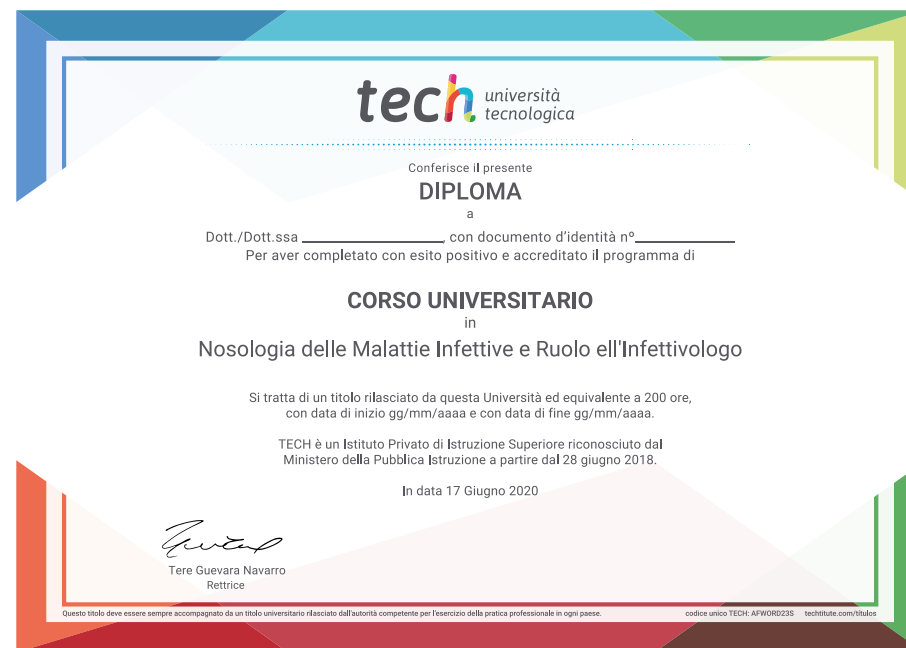 tech università
tecnologica
Conferisce il presente
DIPLOMA
a
Dott./Dott.ssa ____________, con documento d'identità nº____________
Per aver completato con esito positivo e accreditato il programma di
CORSO UNIVERSITARIO
in
Nosologia delle Malattie Infettive e Ruolo ell'Infettivologo
Si tratta di un titolo rilasciato da questa Università ed equivalente a 200 ore,
con data di inizio gg/mm/aaaa e con data di fine gg/mm/aaaa.
TECH è un Istituto Privato di Istruzione Superiore riconosciuto dal
Ministero della Pubblica Istruzione a partire dal 28 giugno 2018.
In data 17 Giugno 2020
Tere Guevara Navarro
Rettrice
Questo titolo deve essere sempre accompagnato da un titolo universitario rilasciato dall'autorità competente per l'esercizio della pratica professionale in ogni paese. codice unico TECH: AFWORD23S techtitute.com/titulos